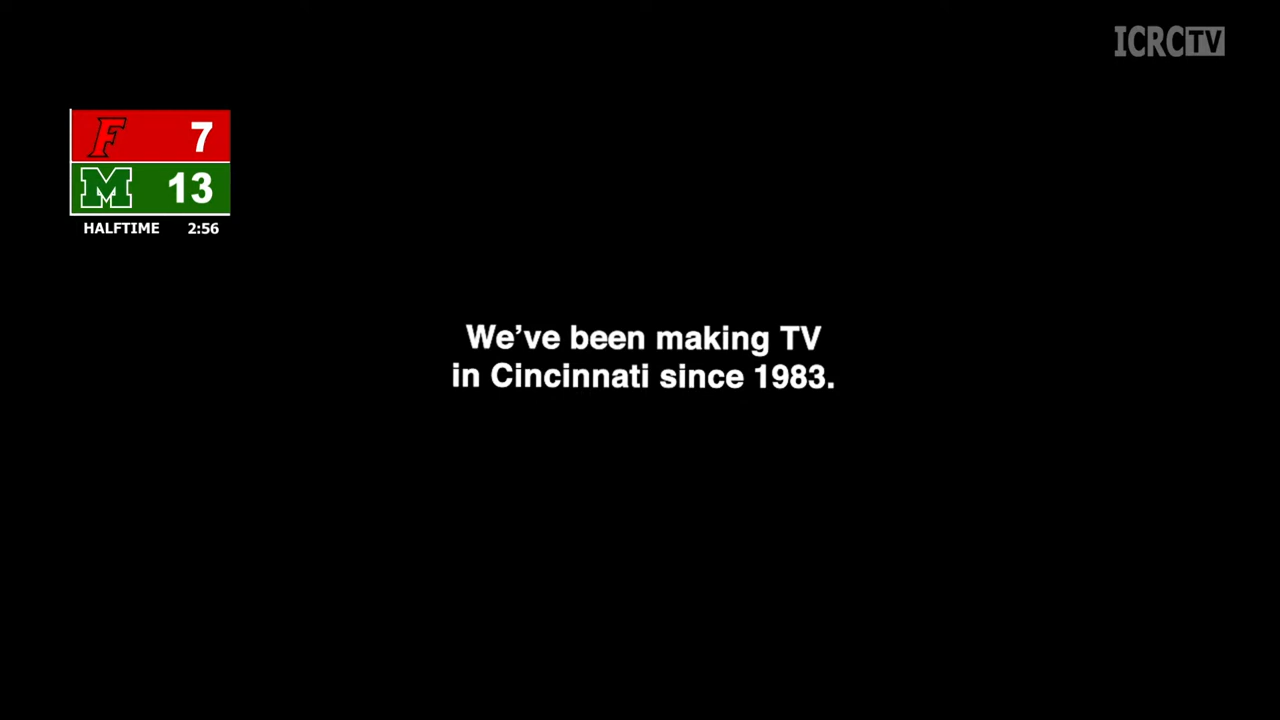 ICRCTV
F 7
M 13
HALFTIME 2:56
We’ve been making TV
in Cincinnati since 1983.